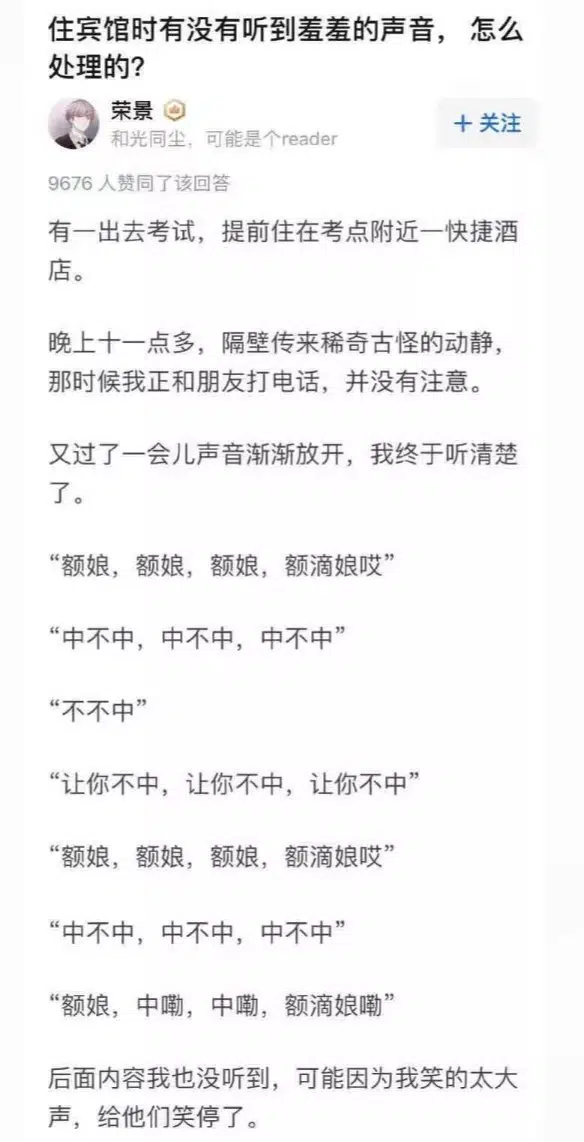 住宾馆时有没有听到羞羞的声音， 怎么
处理的？
荣景
和光同尘，可能是个reader
+ 关注
9676 人赞同了该回答
有一出去考试，提前住在考点附近一快捷酒
店。
晚上十一点多，隔壁传来稀奇古怪的动静，
那时候我正和朋友打电话，并没有注意。
又过了一会儿声音渐渐放开，我终于听清楚
了。
“额娘，额娘，额娘，额滴娘哎”
“中不中，中不中，中不中”
“不不中”
“让你不中，让你不中，让你不中”
“额娘，额娘，额娘，额滴娘哎”
“中不中，中不中，中不中”
“额娘，中嘞，中嘞，额滴娘嘞”
后面内容我也没听到，可能因为我笑的太大
声，给他们笑停了。